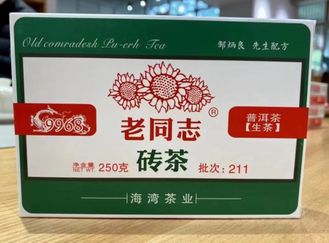 Old comradesk Pu-erh Tea
邹炳良 先生配方
9968
老同志®
普洱茶
【生茶】
砖茶
净含量:
NET WT. 250克
批次:211
海湾茶业